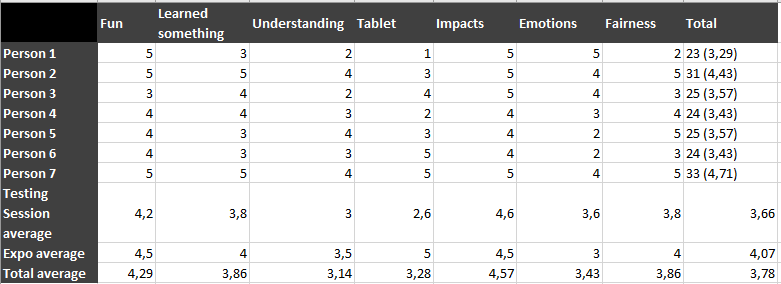 Fun Learned something Understanding Tablet Impacts Emotions Fairness Total
Person 1 5 3 2 1 5 5 2 23 (3,29)
Person 2 5 5 4 3 5 4 5 31 (4,43)
Person 3 3 4 2 4 5 4 3 25 (3,57)
Person 4 4 4 3 2 4 3 4 24 (3,43)
Person 5 4 3 4 3 4 2 5 25 (3,57)
Person 6 4 3 3 5 4 2 3 24 (3,43)
Person 7 5 5 4 5 5 4 5 33 (4,71)
Testing Session average 4,2 3,8 3 2,6 4,6 3,6 3,8 3,66
Expo average 4,5 4 3,5 5 4,5 3 4 4,07
Total average 4,29 3,86 3,14 3,28 4,57 3,43 3,86 3,78